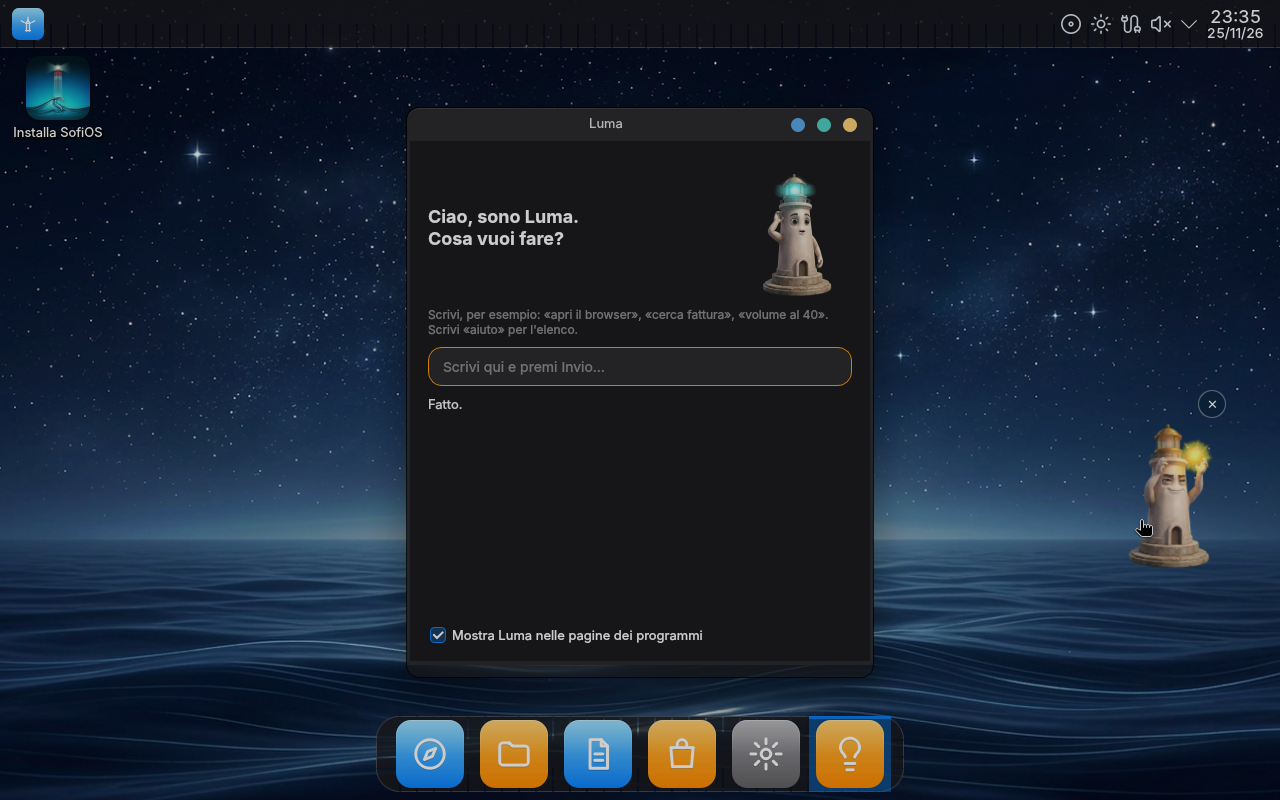 23:35
25/11/26
Installa SofiOS
Luma
Ciao, sono Luma.
Cosa vuoi fare?
Scrivi, per esempio: «apri il browser», «cerca fattura», «volume al 40».
Scrivi «aiuto» per l'elenco.
Scrivi qui e premi Invio...
Fatto.
Mostra Luma nelle pagine dei programmi